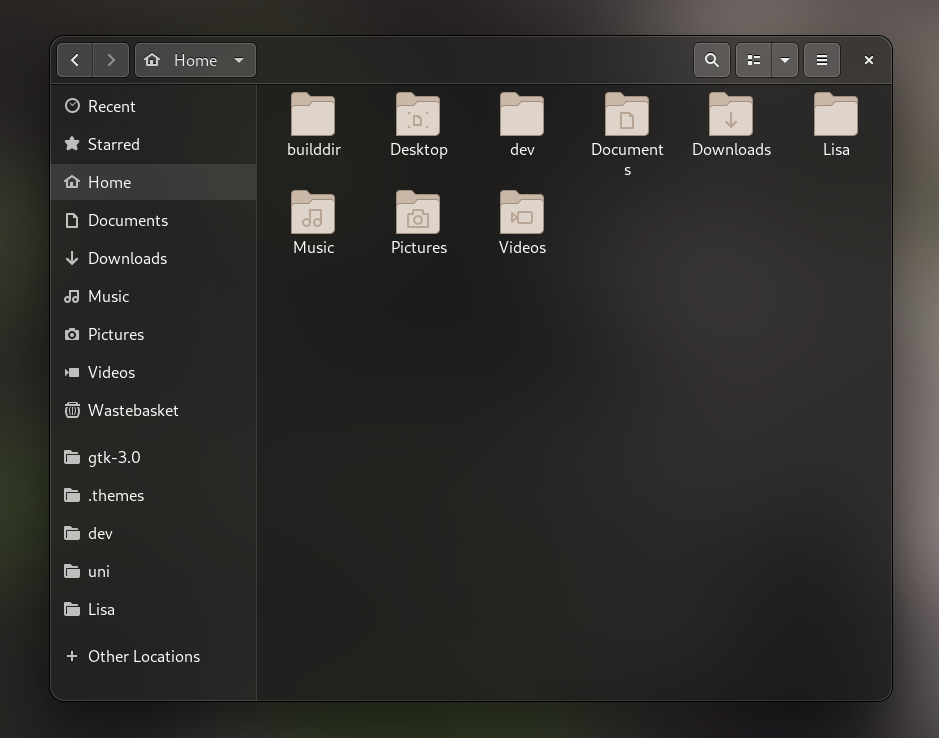 Home
Recent
Starred
Home
Documents
Downloads
Music
Pictures
Videos
Wastebasket
gtk-3.0
.themes
dev
uni
Lisa
Other Locations
builddir
Desktop
dev
Document
s
Downloads
Lisa
Music
Pictures
Videos